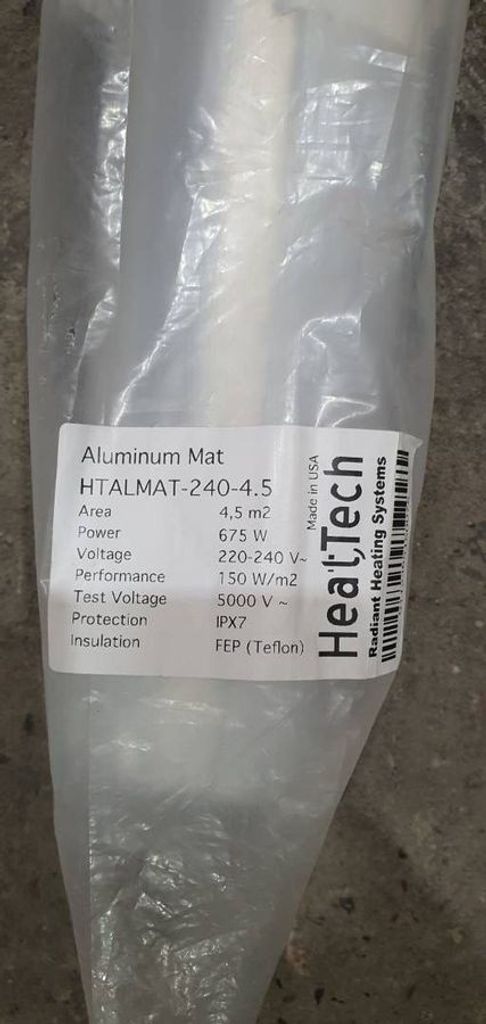 Aluminum Mat
HTALMAT-240-4.5
Area 4,5 m2
Power 675 W
Voltage 220-240 V~
Performance 150 W/m2
Test Voltage 5000 V ~
Protection IPX7
Insulation FEP (Teflon)
Made in USA
HeatTech
Radiant Heating Systems